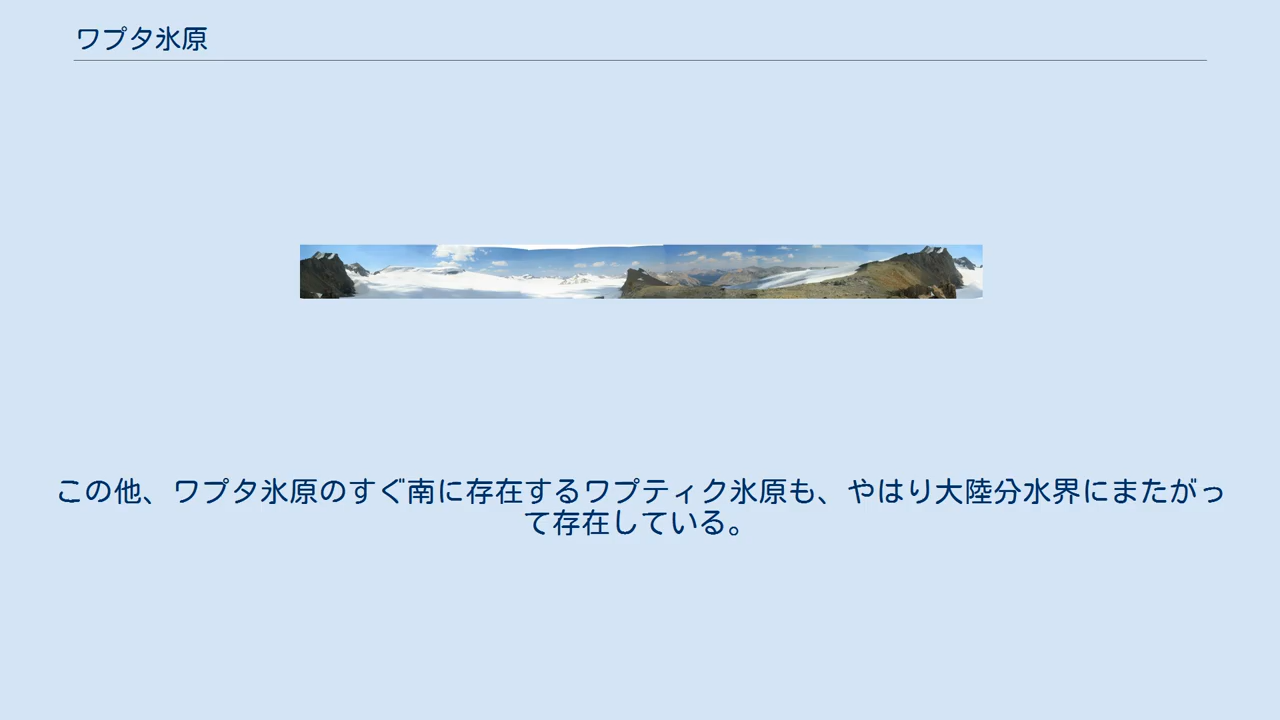 ワプタ氷原
この他、ワプタ氷原のすぐ南に存在するワプティク氷原も、やはり大陸分水界にまたがっ
て存在している。